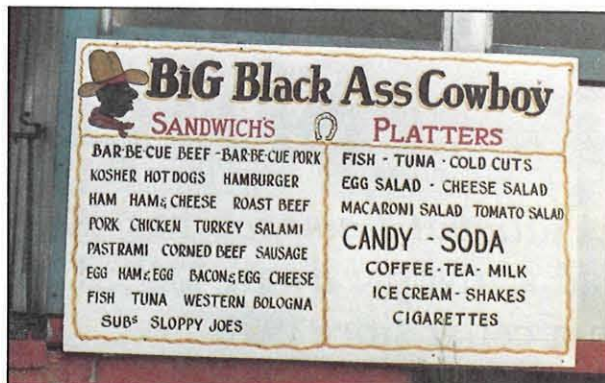 BiG Black Ass Cowboy
SANDWICH'S
BAR·BE·CUE BEEF - BAR·BE·CUE PORK
KOSHER HOTDOGS HAMBURGER
HAM HAM & CHEESE ROAST BEEF
PORK CHICKEN TURKEY SALAMI
PASTRAMI CORNED BEEF SAUSAGE
EGG HAM & EGG BACON & EGG CHEESE
FISH TUNA WESTERN BOLOGNA
SUBS SLOPPY JOES
PLATTERS
FISH - TUNA · COLD CUTS
EGG SALAD - CHEESE SALAD
MACARONI SALAD TOMATO SALAD
CANDY - SODA
COFFEE · TEA - MILK
ICE CREAM - SHAKES
CIGARETTES